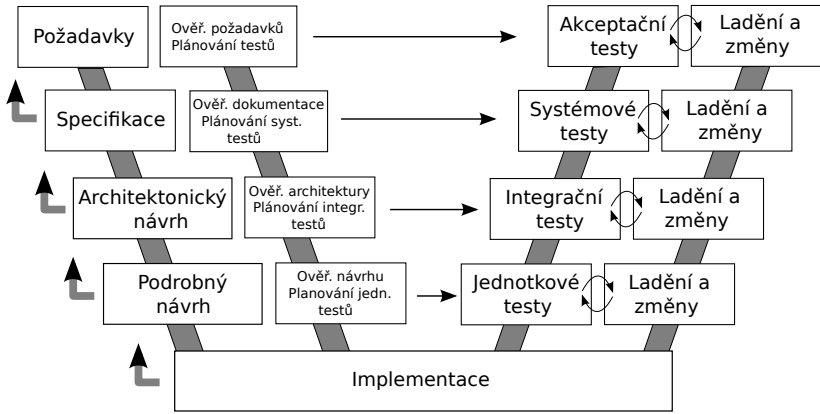 Požadavky
Ověř. požadavků
Plánování testů
Akceptační
testy
Ladění a
změny
Specifikace
Ověř. dokumentace
Plánování syst.
testů
Systémové
testy
Ladění a
změny
Architektonický
návrh
Ověř. architektury
Plánování integr.
testů
Integrační
testy
Ladění a
změny
Podrobný
návrh
Ověř. návrhu
Planování jedn.
testů
Jednotkové
testy
Ladění a
změny
Implementace